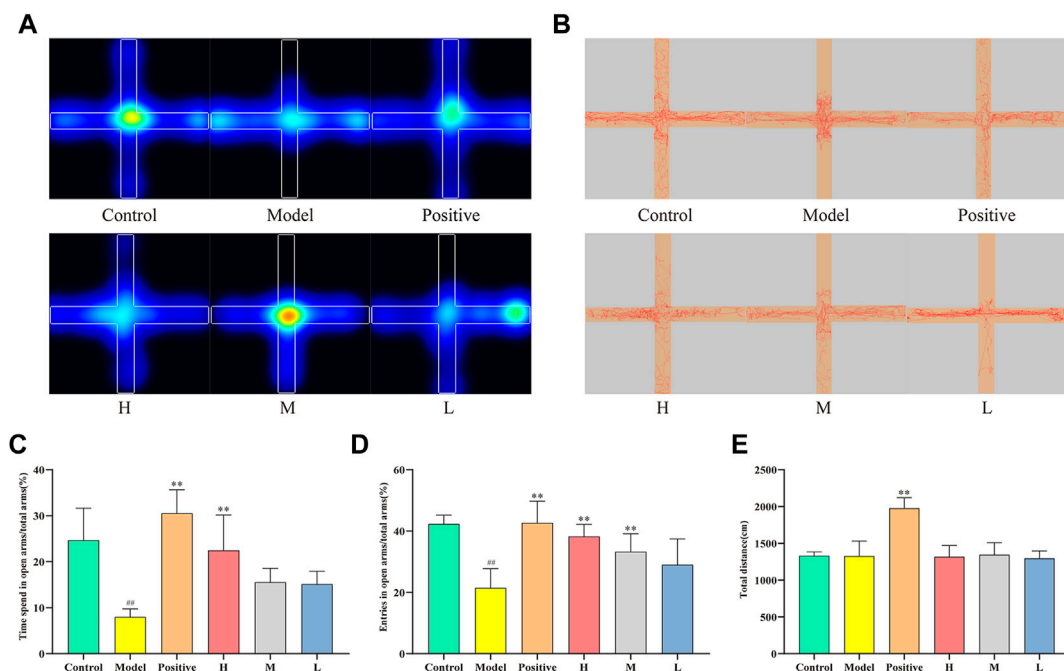 A
B
Control Model Positive
Control Model Positive
H M L
H M L
C
D
E
Time spend in open arms/total arms(%)
40
30
20
10
0
**
**
##
Control Model Positive H M L
Entries in open arms/total arms(%)
60
40
20
0
**
**
**
##
Control Model Positive H M L
Total distance(cm)
2500
2000
1500
1000
500
0
**
Control Model Positive H M L